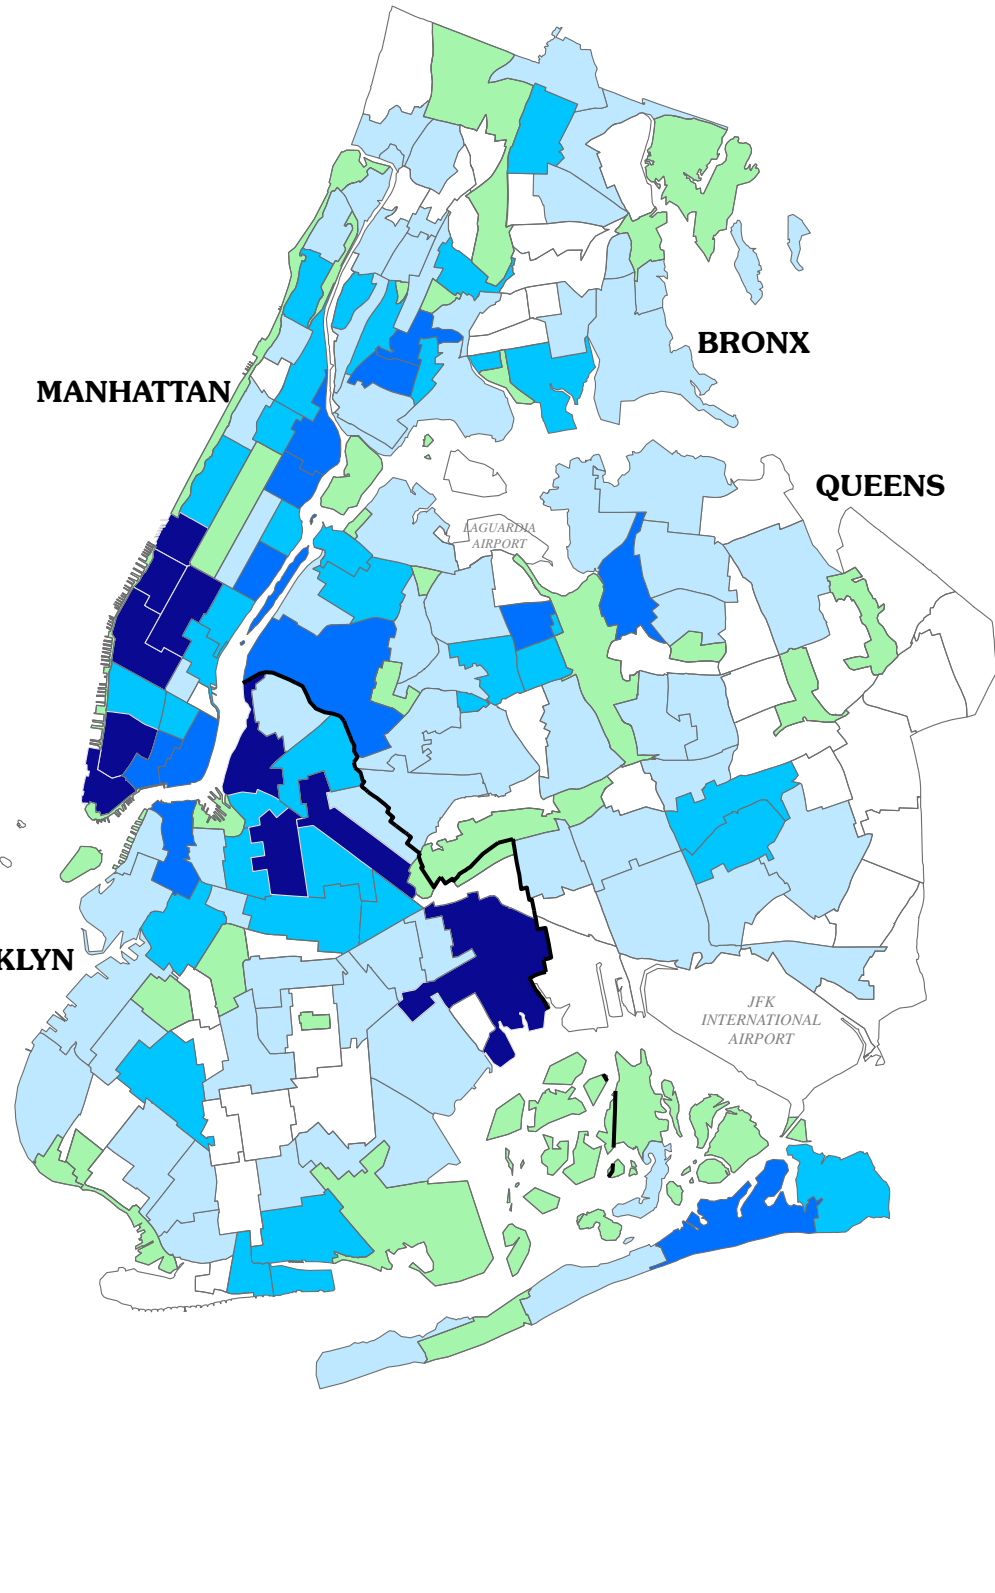 BRONX
MANHATTAN
QUEENS
LAGUARDIA
AIRPORT
KLYN
JFK
INTERNATIONAL
AIRPORT